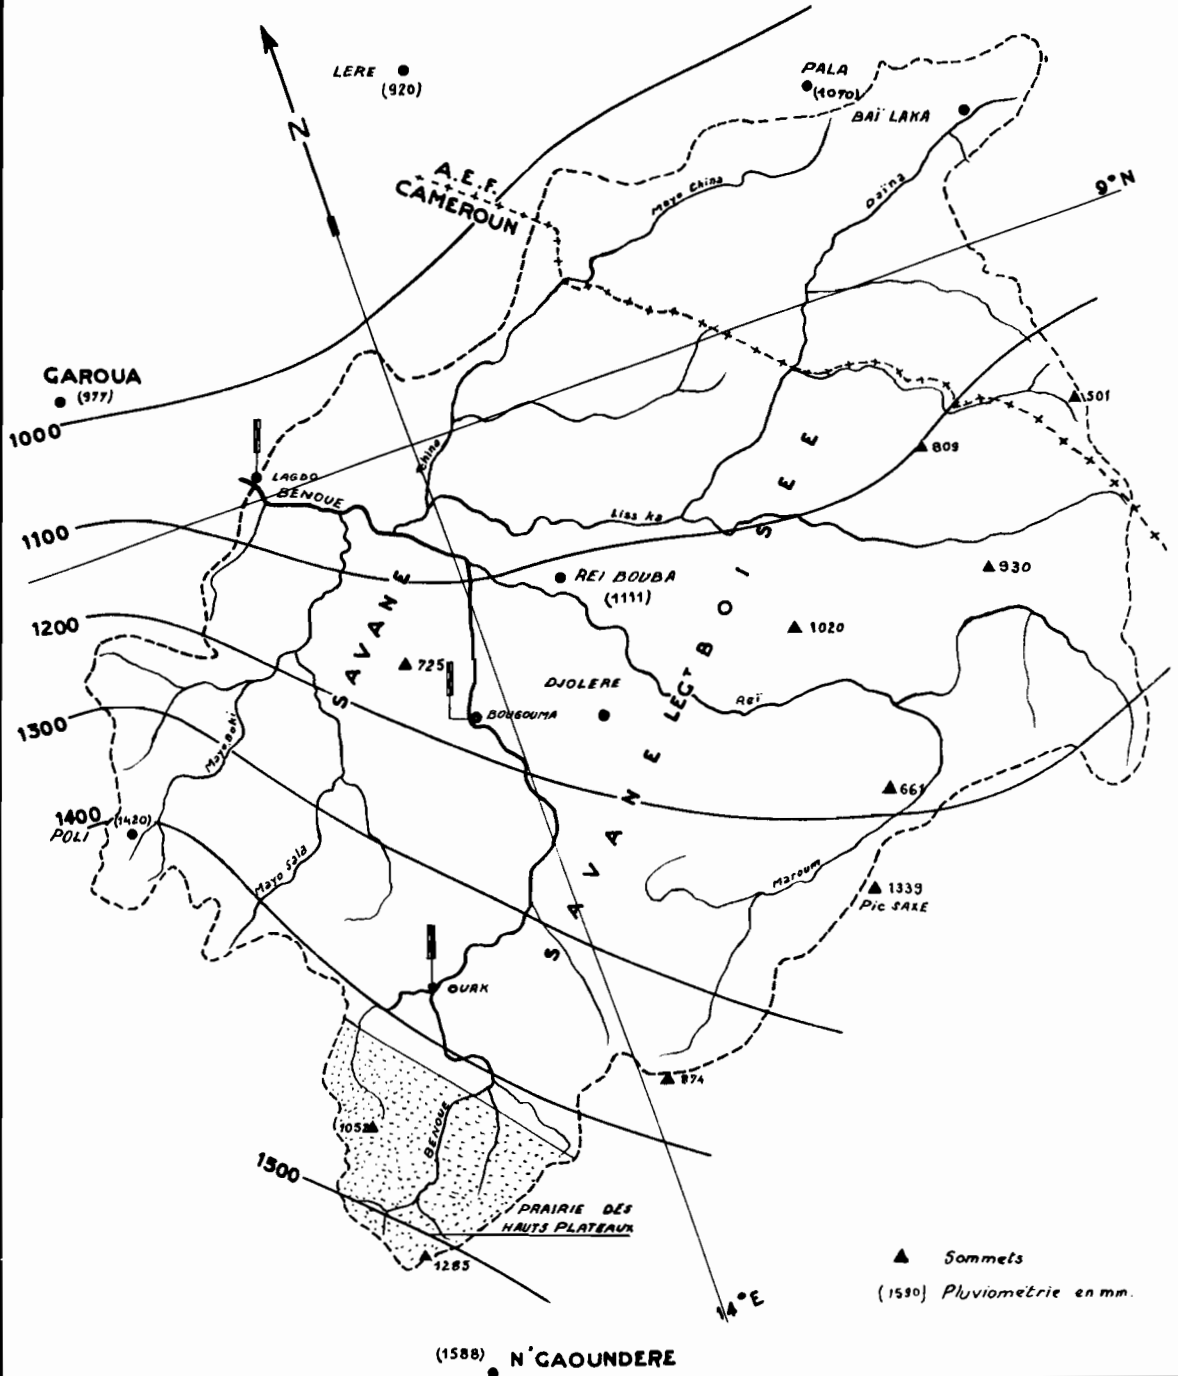 LERE
(920)
N
PALA
(1070)
BAÏ LAKA
A.E.F.
CAMEROUN
Mayo China
Daïna
9°N
GAROUA
(977)
1000
501
809
China
LAGDO
BENOUE
Liss ka
1100
REI BOUBA
(1111)
930
1020
1200
SAVANE
725
DJOLERE
BOUGOUMA
SAVANE LEGT BOISEE
Reï
1300
Mayo Boki
661
1400
(1420)
POLI
Mayo Sala
Maroum
1339
Pic SAXE
OUAK
874
1052
BENOUE
1500
PRAIRIE DES
HAUTS PLATEAUX
1283
14°E
Sommets
(1590) Pluviométrie en mm.
(1588) N'GAOUNDERE